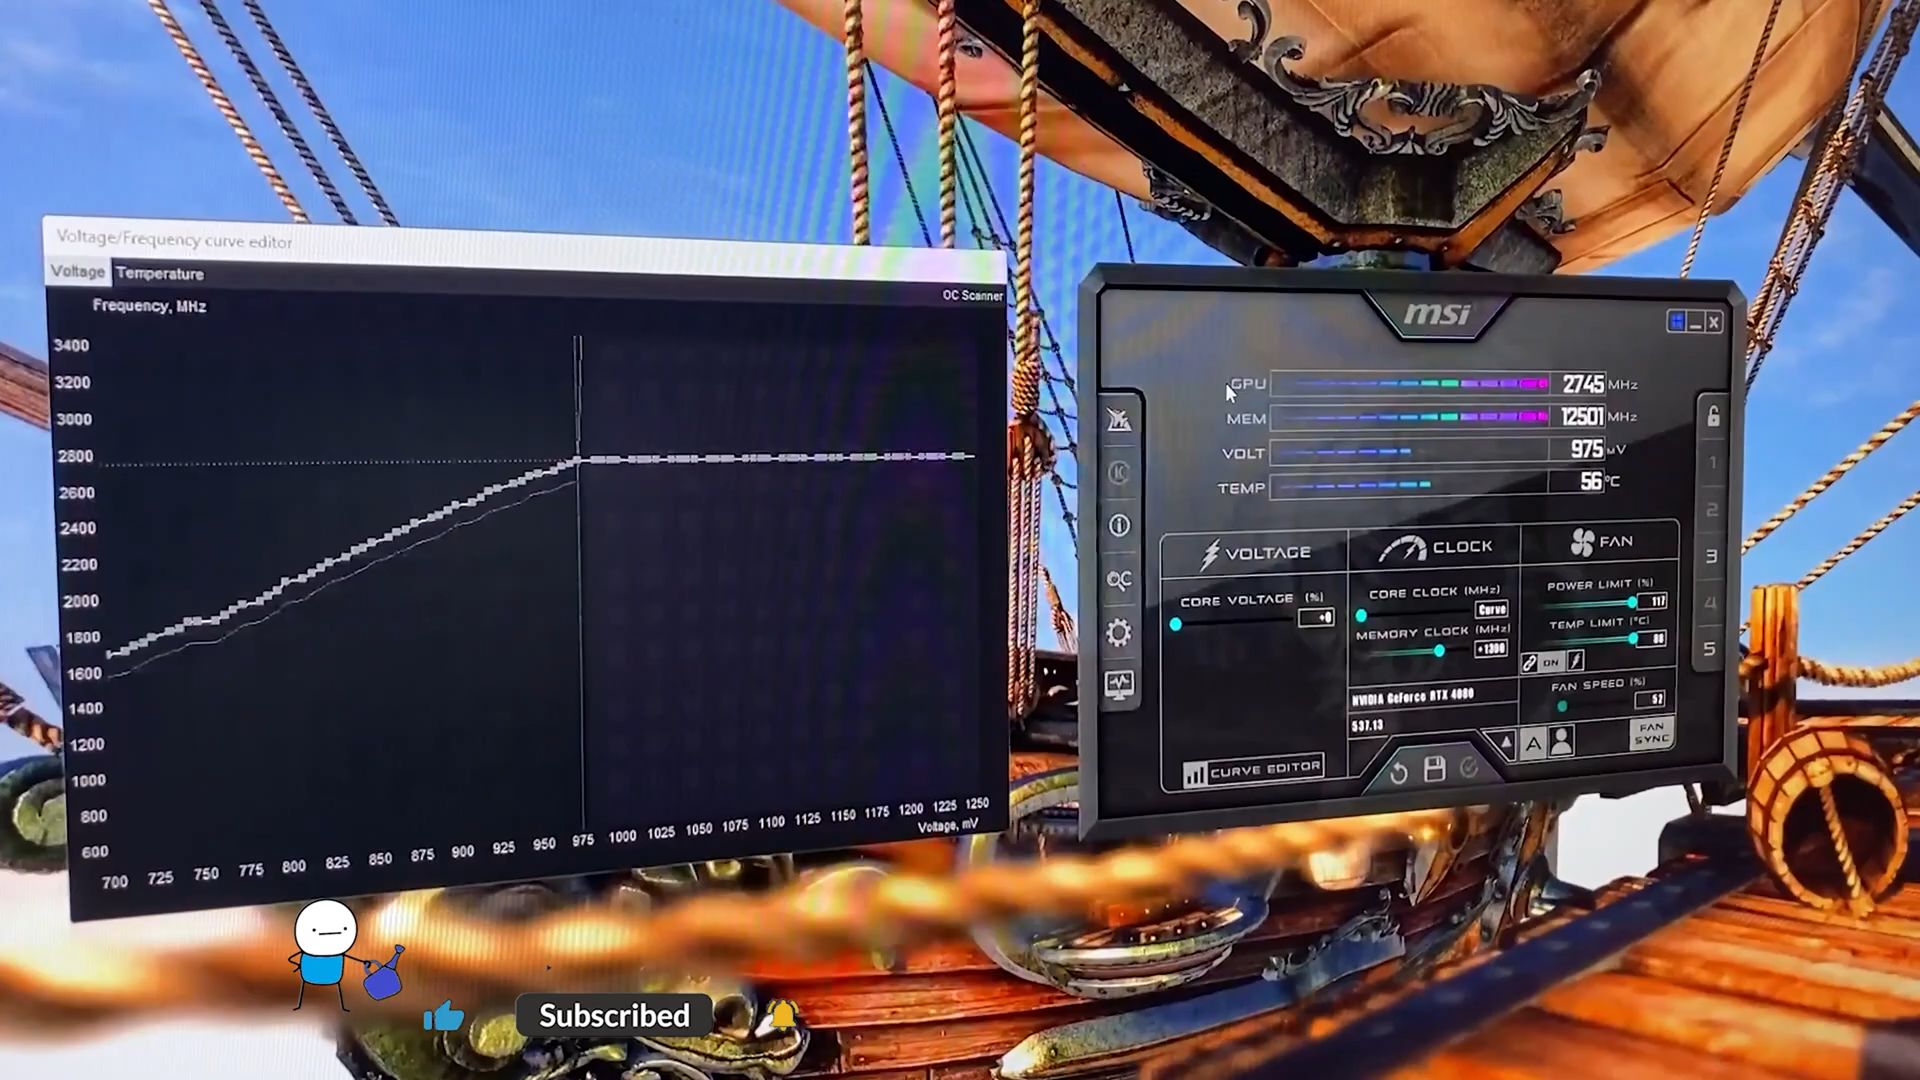 Voltage/Frequency curve editor
Voltage Temperature
OC Scanner
Frequency, MHz
3400
3200
3000
2800
2600
2400
2200
2000
1800
1600
1400
1200
1000
800
600
700 725 750 775 800 825 850 875 900 925 950 975 1000 1025 1050 1075 1100 1125 1150 1175 1200 1225 1250
Voltage, mV
msi
GPU 2745 MHz
MEM 12501 MHz
VOLT 975 mV
TEMP 56 °C
VOLTAGE
CORE VOLTAGE (%)
+0
CURVE EDITOR
CLOCK
CORE CLOCK (MHz)
Curve
MEMORY CLOCK (MHz)
+1300
NVIDIA GeForce RTX 4080
537.13
FAN
POWER LIMIT (%)
117
TEMP LIMIT (°C)
88
ON
FAN SPEED (%)
52
A
FAN
SYNC
1
2
3
4
5
Subscribed